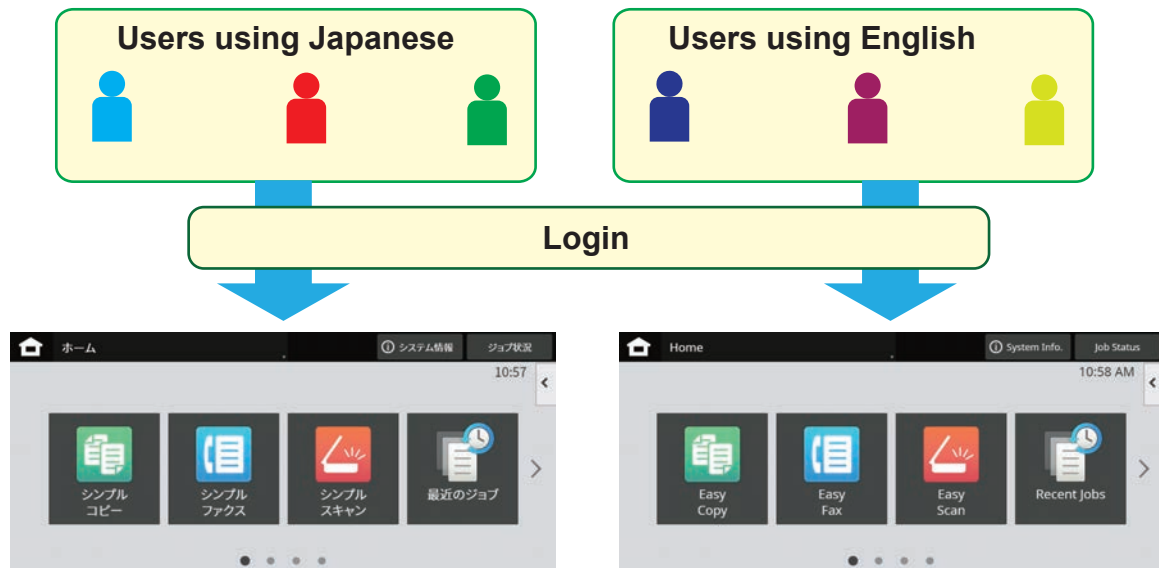 Users using Japanese
Users using English
Login
ホーム
システム情報
ジョブ状況
10:57
シンプル
コピー
シンプル
ファクス
シンプル
スキャン
最近のジョブ
Home
System Info.
Job Status
10:58 AM
Easy
Copy
Easy
Fax
Easy
Scan
Recent Jobs